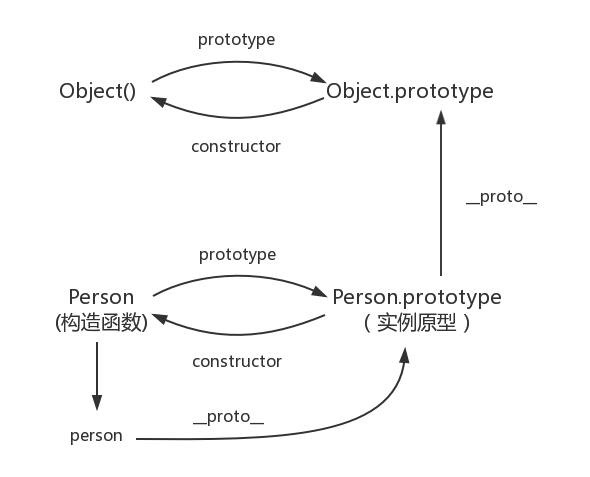 prototype
Object()
Object.prototype
constructor
__proto__
prototype
Person
Person.prototype
(构造函数)
（实例原型）
constructor
__proto__
person